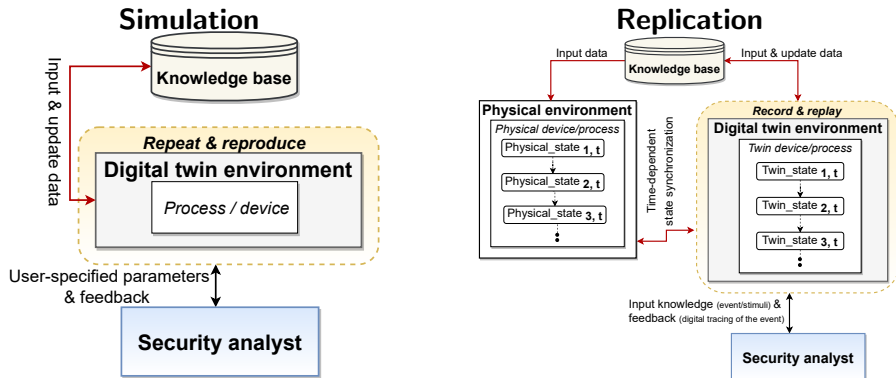 Simulation
Knowledge base
Input & update data
Repeat & reproduce
Digital twin environment
Process / device
User-specified parameters
& feedback
Security analyst
Replication
Input data
Input & update data
Knowledge base
Physical environment
Physical device/process
Physical_state 1, t
Physical_state 2, t
Physical_state 3, t
Time-dependent
state synchronization
Record & replay
Digital twin environment
Twin device/process
Twin_state 1, t
Twin_state 2, t
Twin_state 3, t
Input knowledge (event/stimuli) &
feedback (digital tracing of the event)
Security analyst